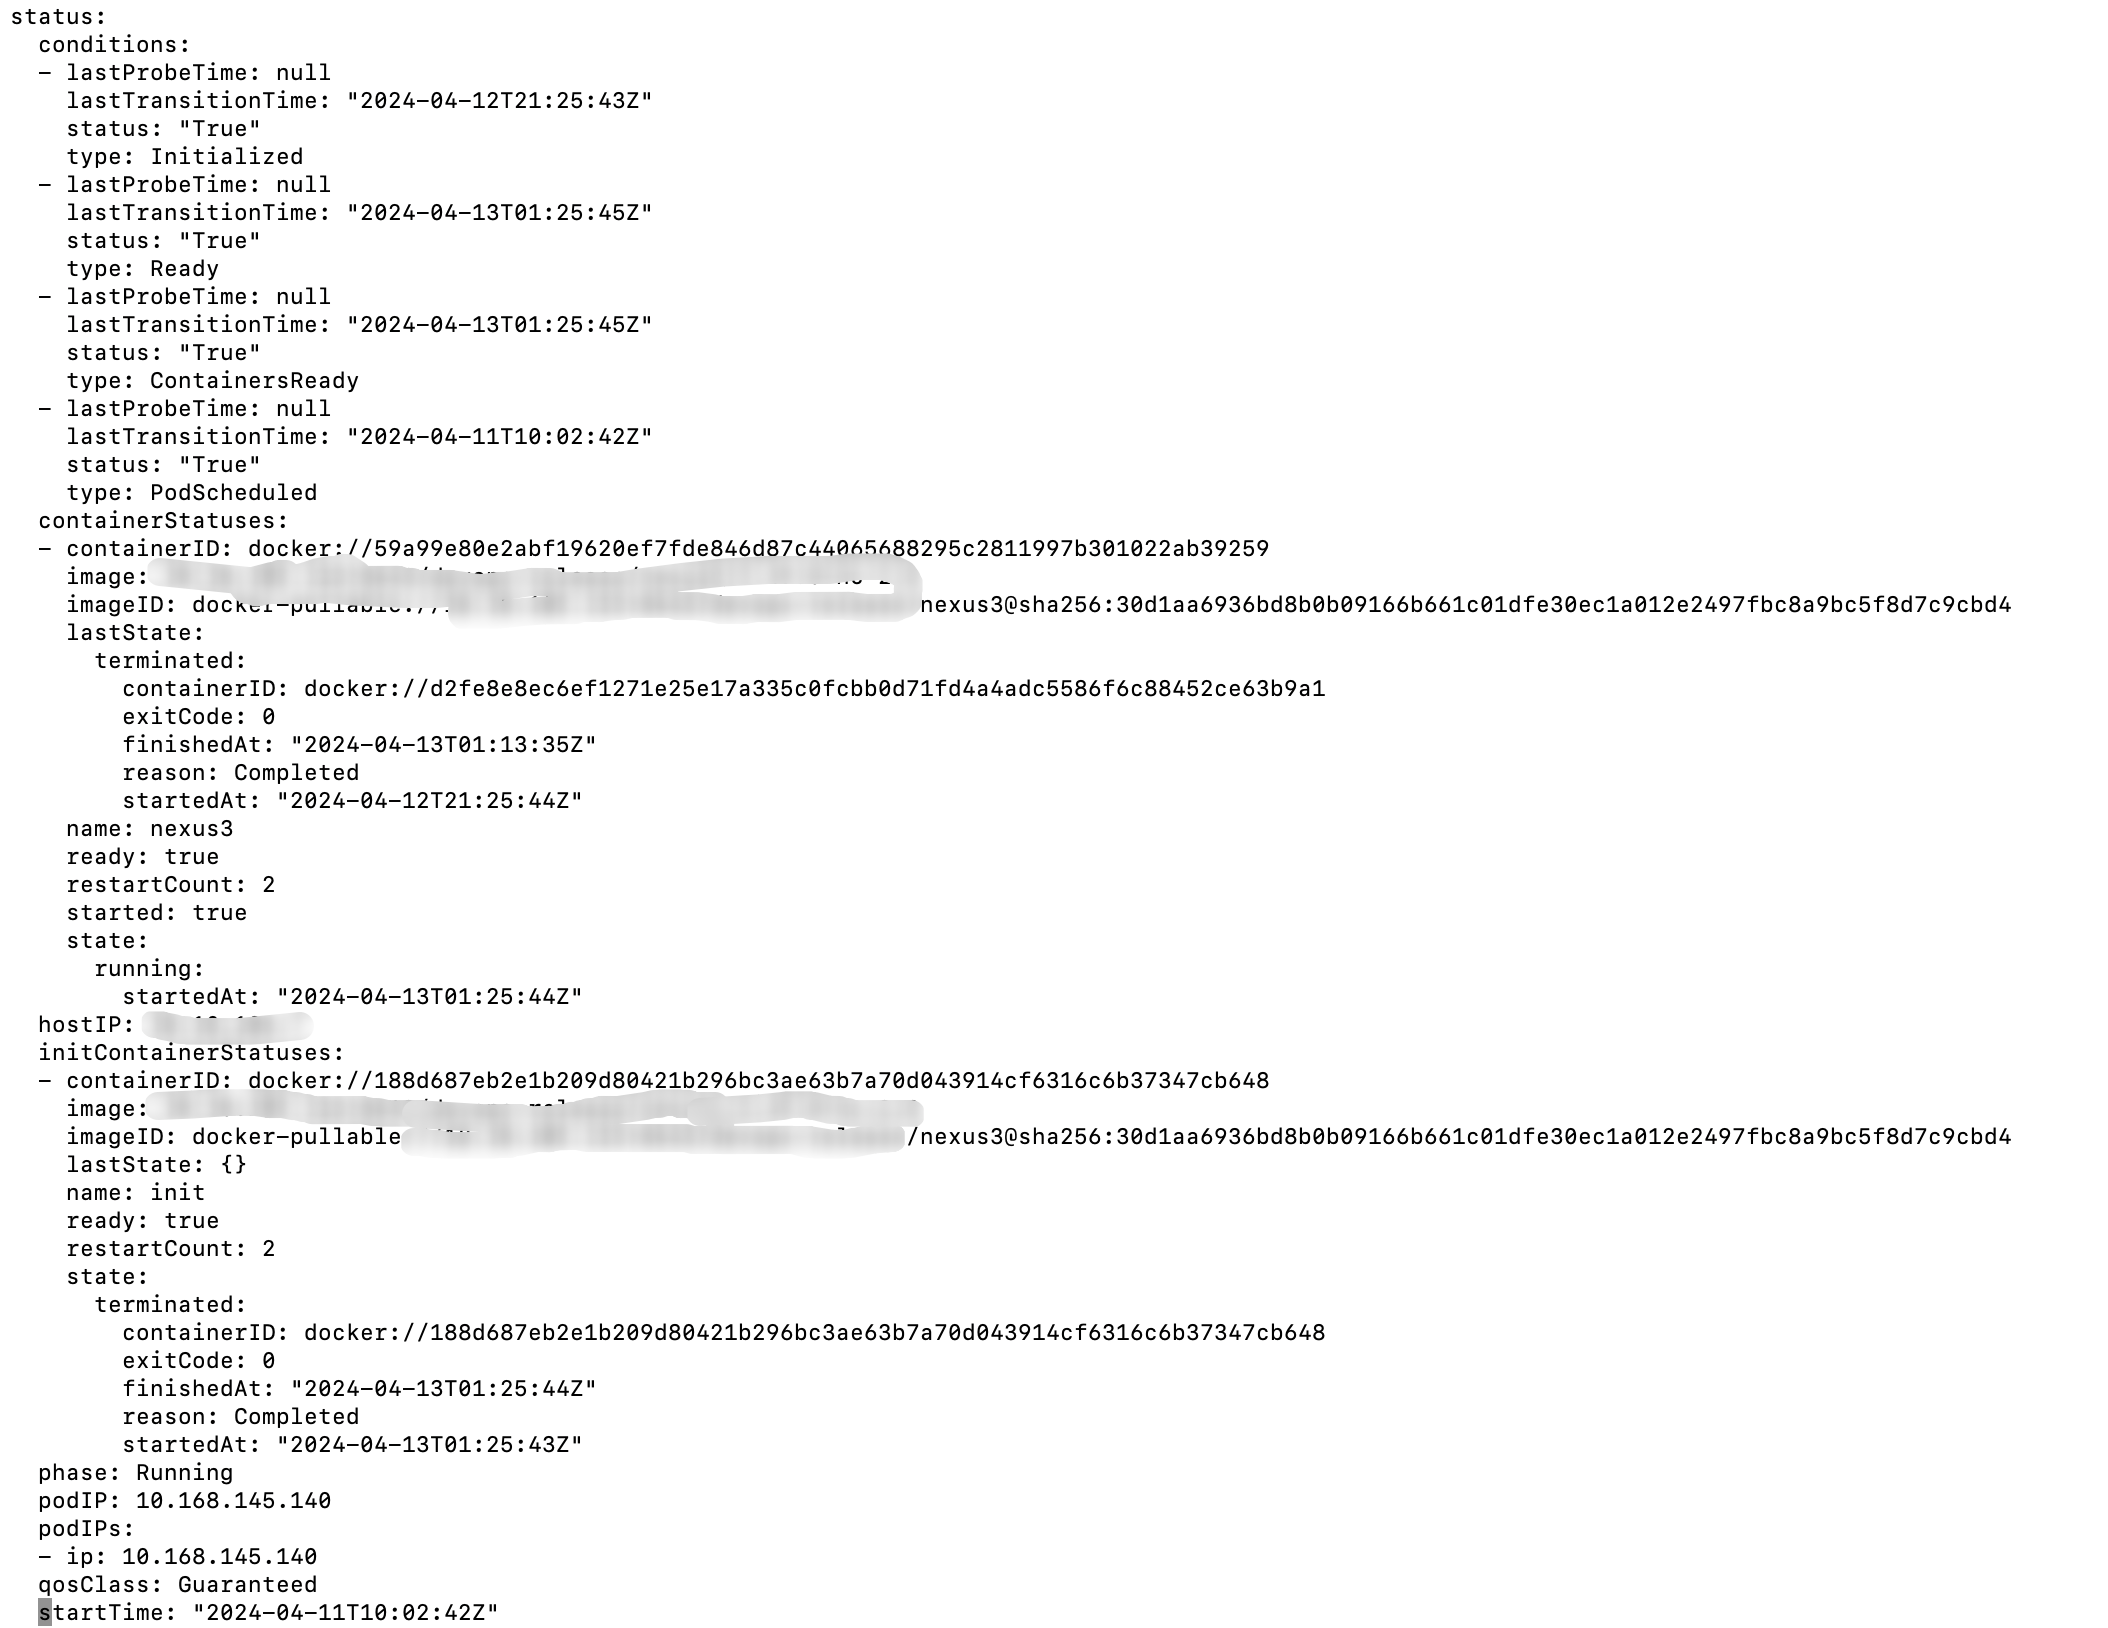 status:
  conditions:
  - lastProbeTime: null
    lastTransitionTime: "2024-04-12T21:25:43Z"
    status: "True"
    type: Initialized
  - lastProbeTime: null
    lastTransitionTime: "2024-04-13T01:25:45Z"
    status: "True"
    type: Ready
  - lastProbeTime: null
    lastTransitionTime: "2024-04-13T01:25:45Z"
    status: "True"
    type: ContainersReady
  - lastProbeTime: null
    lastTransitionTime: "2024-04-11T10:02:42Z"
    status: "True"
    type: PodScheduled
  containerStatuses:
  - containerID: docker://59a99e80e2abf19620ef7fde846d87c44065688295c2811997b301022ab39259
    image:
    imageID: docker-pullable:// /nexus3@sha256:30d1aa6936bd8b0b09166b661c01dfe30ec1a012e2497fbc8a9bc5f8d7c9cbd4
    lastState:
      terminated:
        containerID: docker://d2fe8e8ec6ef1271e25e17a335c0fcbb0d71fd4a4adc5586f6c88452ce63b9a1
        exitCode: 0
        finishedAt: "2024-04-13T01:13:35Z"
        reason: Completed
        startedAt: "2024-04-12T21:25:44Z"
    name: nexus3
    ready: true
    restartCount: 2
    started: true
    state:
      running:
        startedAt: "2024-04-13T01:25:44Z"
  hostIP:
  initContainerStatuses:
  - containerID: docker://188d687eb2e1b209d80421b296bc3ae63b7a70d043914cf6316c6b37347cb648
    image:
    imageID: docker-pullable /nexus3@sha256:30d1aa6936bd8b0b09166b661c01dfe30ec1a012e2497fbc8a9bc5f8d7c9cbd4
    lastState: {}
    name: init
    ready: true
    restartCount: 2
    state:
      terminated:
        containerID: docker://188d687eb2e1b209d80421b296bc3ae63b7a70d043914cf6316c6b37347cb648
        exitCode: 0
        finishedAt: "2024-04-13T01:25:44Z"
        reason: Completed
        startedAt: "2024-04-13T01:25:43Z"
  phase: Running
  podIP: 10.168.145.140
  podIPs:
  - ip: 10.168.145.140
  qosClass: Guaranteed
  startTime: "2024-04-11T10:02:42Z"